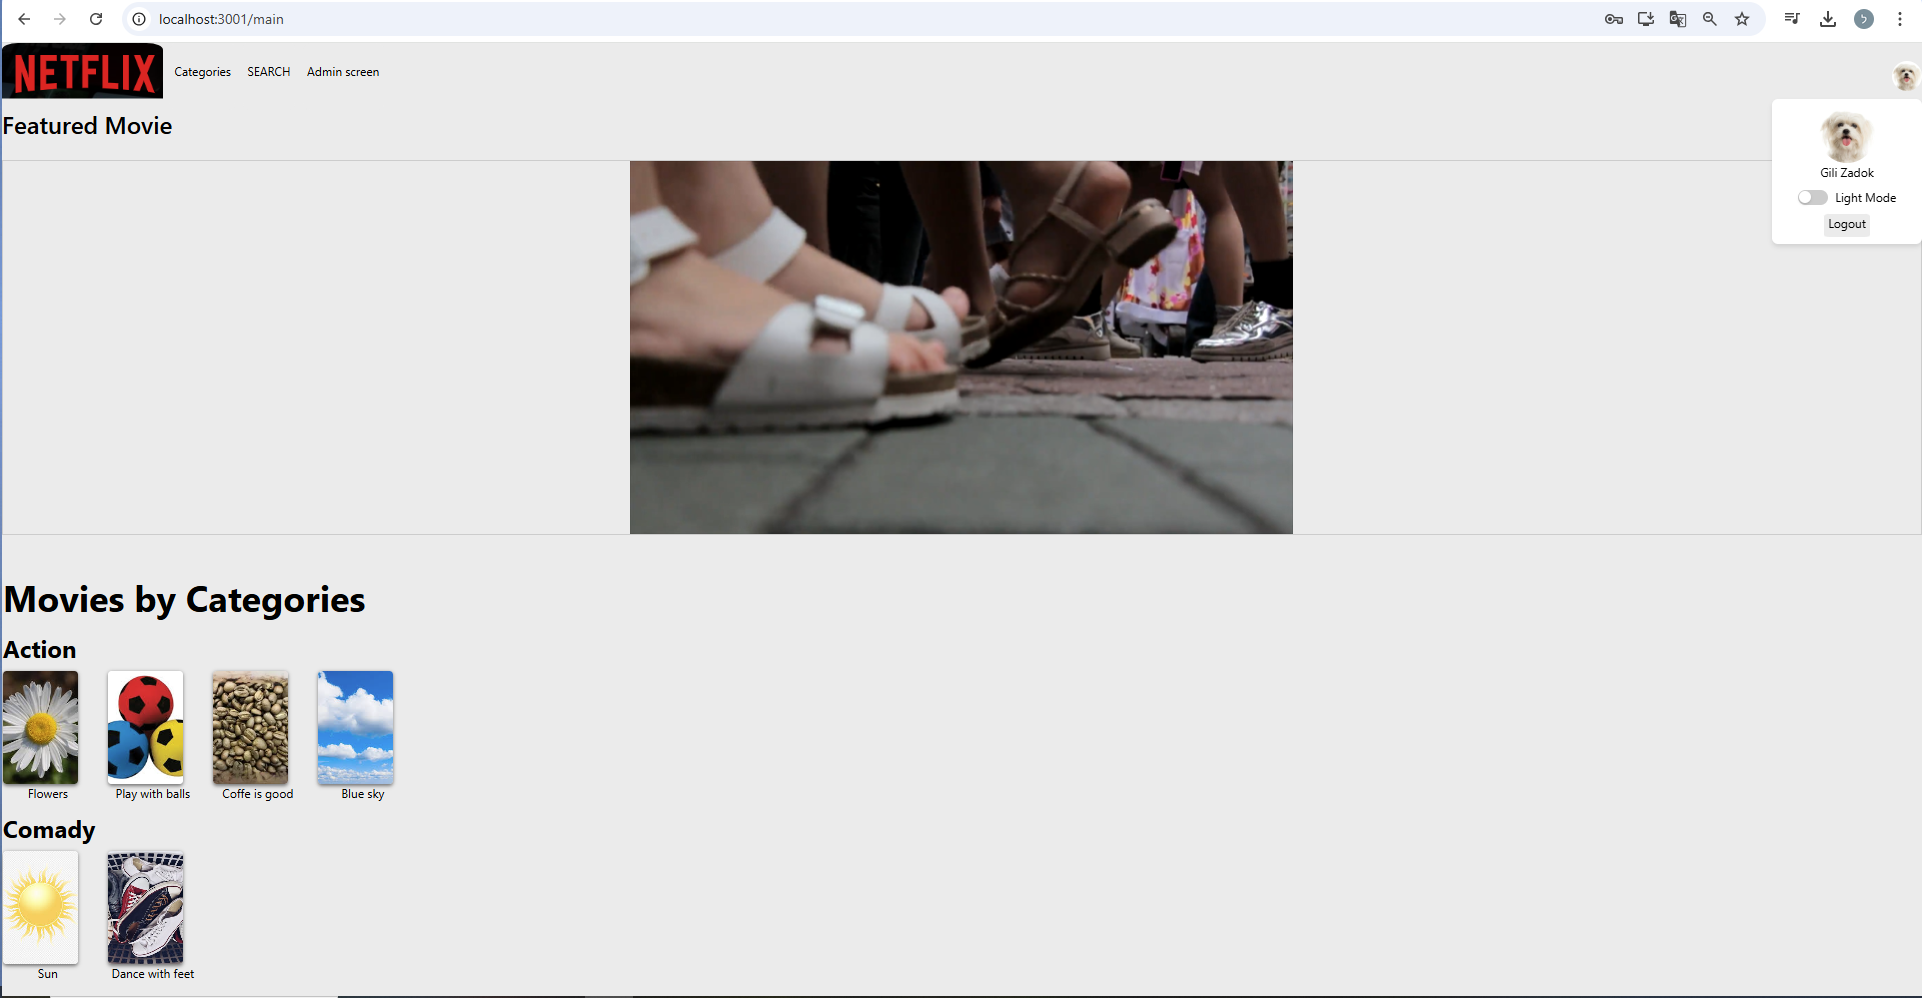 localhost:3001/main
NETFLIX
Categories SEARCH Admin screen
Featured Movie
Gili Zadok
Light Mode
Logout
Movies by Categories
Action
Flowers Play with balls Coffe is good Blue sky
Comady
Sun Dance with feet